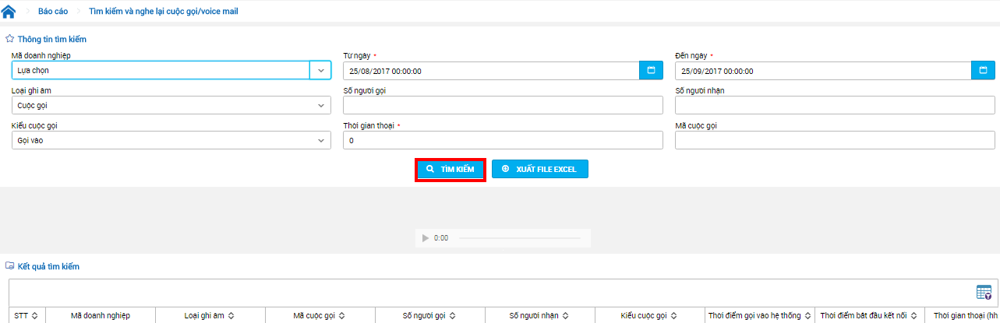 Báo cáo Tìm kiếm và nghe lại cuộc gọi/voice mail
Thông tin tìm kiếm
Mã doanh nghiệp Từ ngày * Đến ngày *
Lựa chọn 25/08/2017 00:00:00 25/09/2017 00:00:00
Loại ghi âm Số người gọi Số người nhận
Cuộc gọi
Kiểu cuộc gọi Thời gian thoại * Mã cuộc gọi
Gọi vào 0
TÌM KIẾM XUẤT FILE EXCEL
0:00
Kết quả tìm kiếm
STT Mã doanh nghiệp Loại ghi âm Mã cuộc gọi Số người gọi Số người nhận Kiểu cuộc gọi Thời điểm gọi vào hệ thống Thời điểm bắt đầu kết nối Thời gian thoại (hh